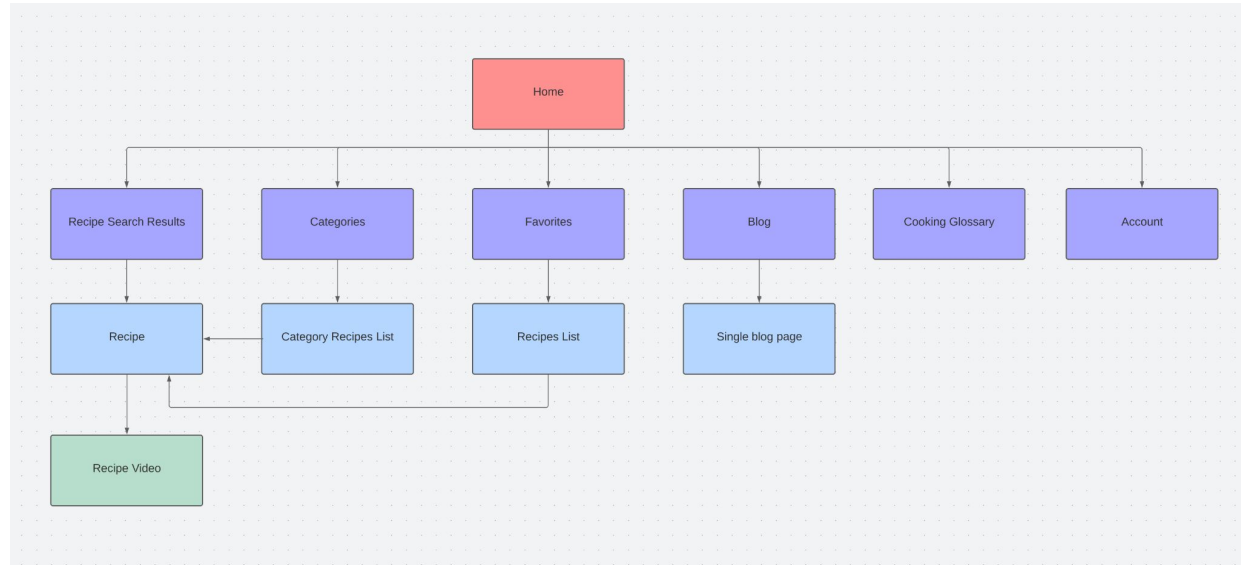 Home
Recipe Search Results
Categories
Favorites
Blog
Cooking Glossary
Account
Recipe
Category Recipes List
Recipes List
Single blog page
Recipe Video